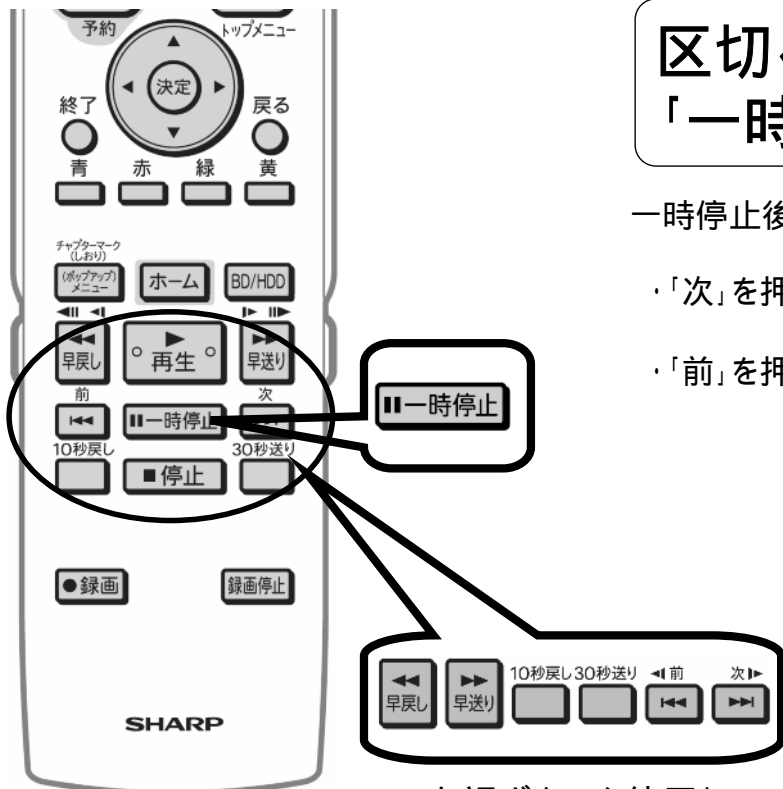 予約
トップメニュー
決定
終了
戻る
青 赤 緑 黄
チャプターマーク
(しおり)
(ポップアップ)
メニュー
ホーム
BD/HDD
早戻し
再生
早送り
前
次
一時停止
10秒戻し
30秒送り
停止
録画
録画停止
SHARP
区切
「一時
一時停止後
・「次」を押
・「前」を押
一時停止
早戻し
早送り
10秒戻し
30秒送り
前
次